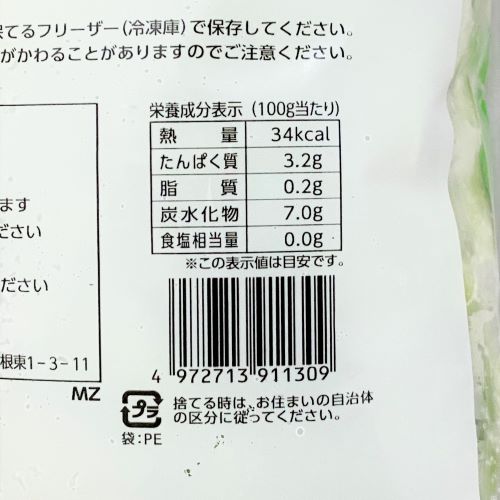 てるフリーザー(冷凍庫)で保存してください。
がかわることがありますのでご注意ください。
栄養成分表示 (100g当たり)
熱 量 34kcal
たんぱく質 3.2g
脂 質 0.2g
炭水化物 7.0g
食塩相当量 0.0g
※この表示値は目安です。
ます
ださい
ださい
根東1-3-11
MZ
4 972713 911309
プラ
袋:PE
捨てる時は、お住まいの自治体
の区分に従ってください。